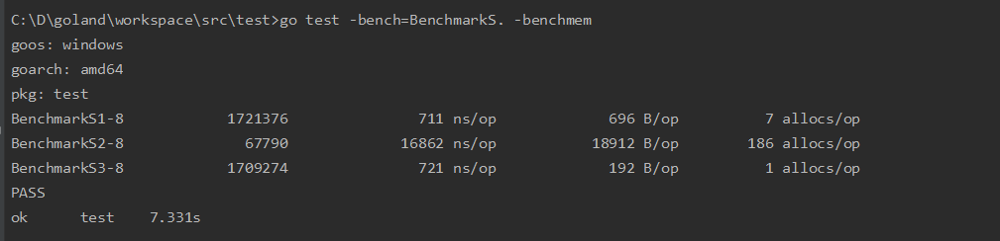 C:\D\goland\workspace\src\test>go test -bench=BenchmarkS. -benchmem
goos: windows
goarch: amd64
pkg: test
BenchmarkS1-8 1721376 711 ns/op 696 B/op 7 allocs/op
BenchmarkS2-8 67790 16862 ns/op 18912 B/op 186 allocs/op
BenchmarkS3-8 1709274 721 ns/op 192 B/op 1 allocs/op
PASS
ok test 7.331s